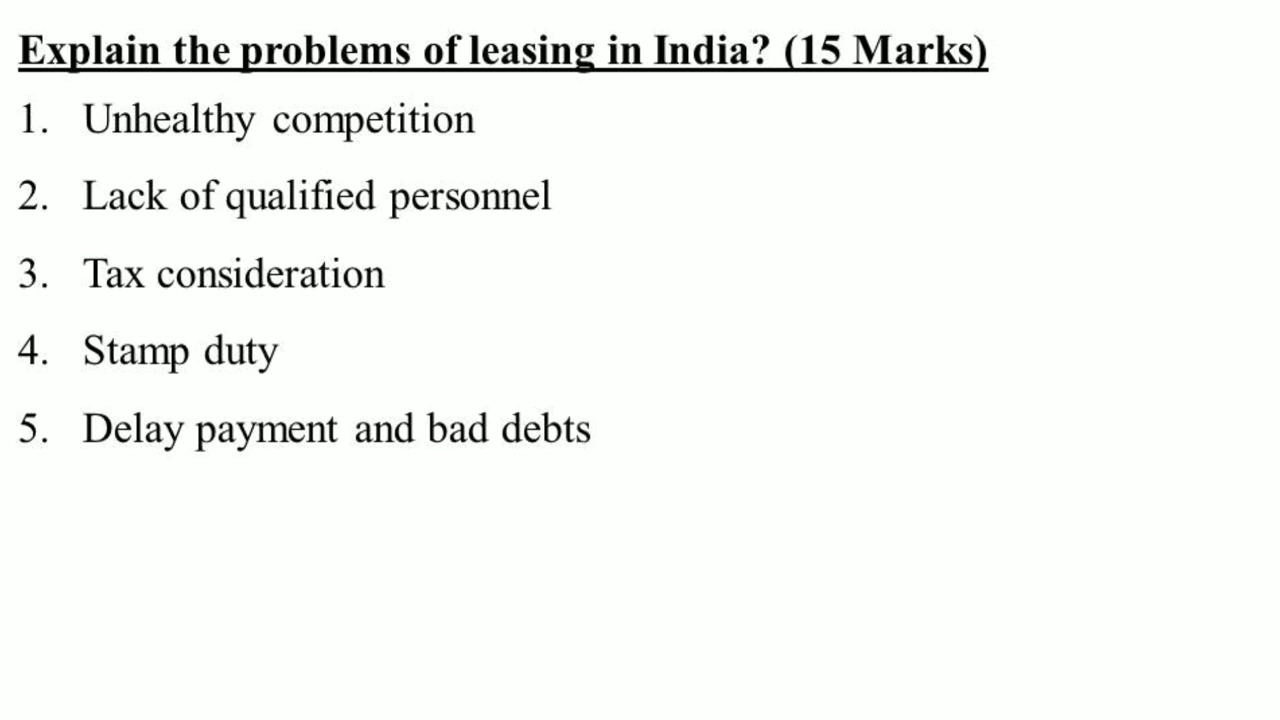 Explain the problems of leasing in India? (15 Marks)
1. Unhealthy competition
2. Lack of qualified personnel
3. Tax consideration
4. Stamp duty
5. Delay payment and bad debts